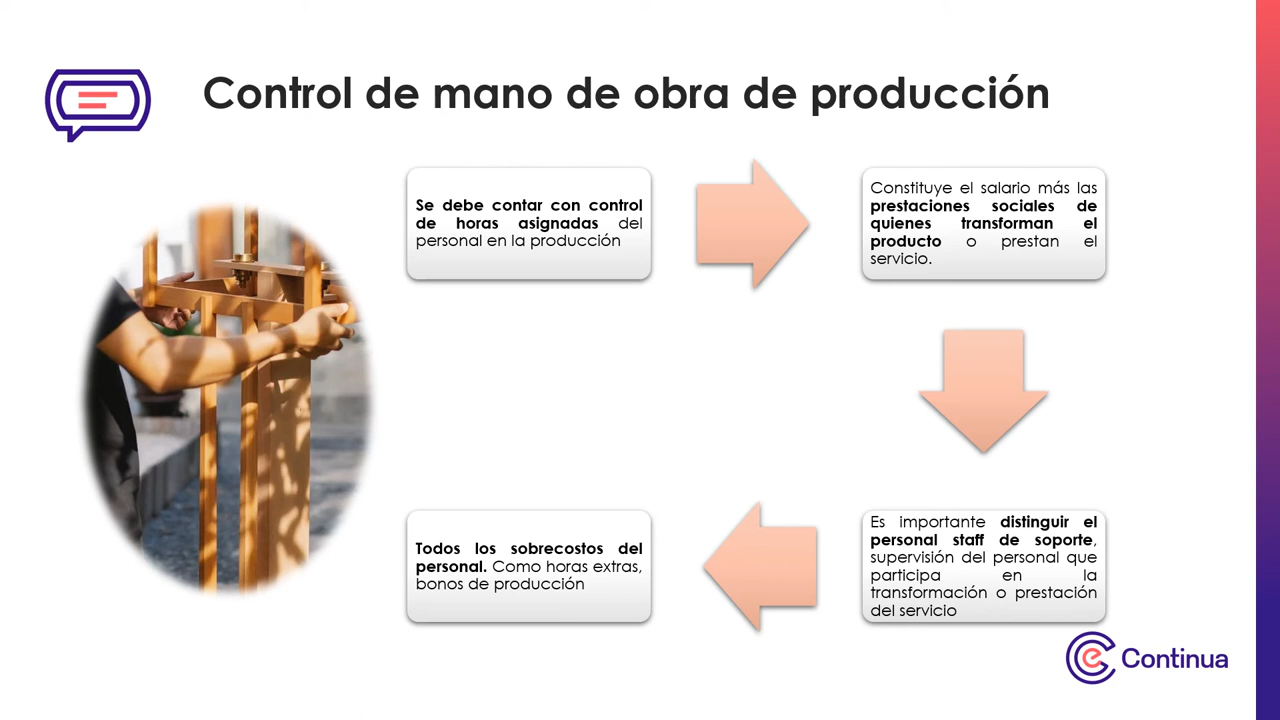 Control de mano de obra de producción
Se debe contar con control
de horas asignadas del
personal en la producción
Constituye el salario más las
prestaciones sociales de
quienes transforman el
producto o prestan el
servicio.
Es importante distinguir el
personal staff de soporte,
supervisión del personal que
participa en la
transformación o prestación
del servicio
Todos los sobrecostos del
personal. Como horas extras,
bonos de producción
e Continua